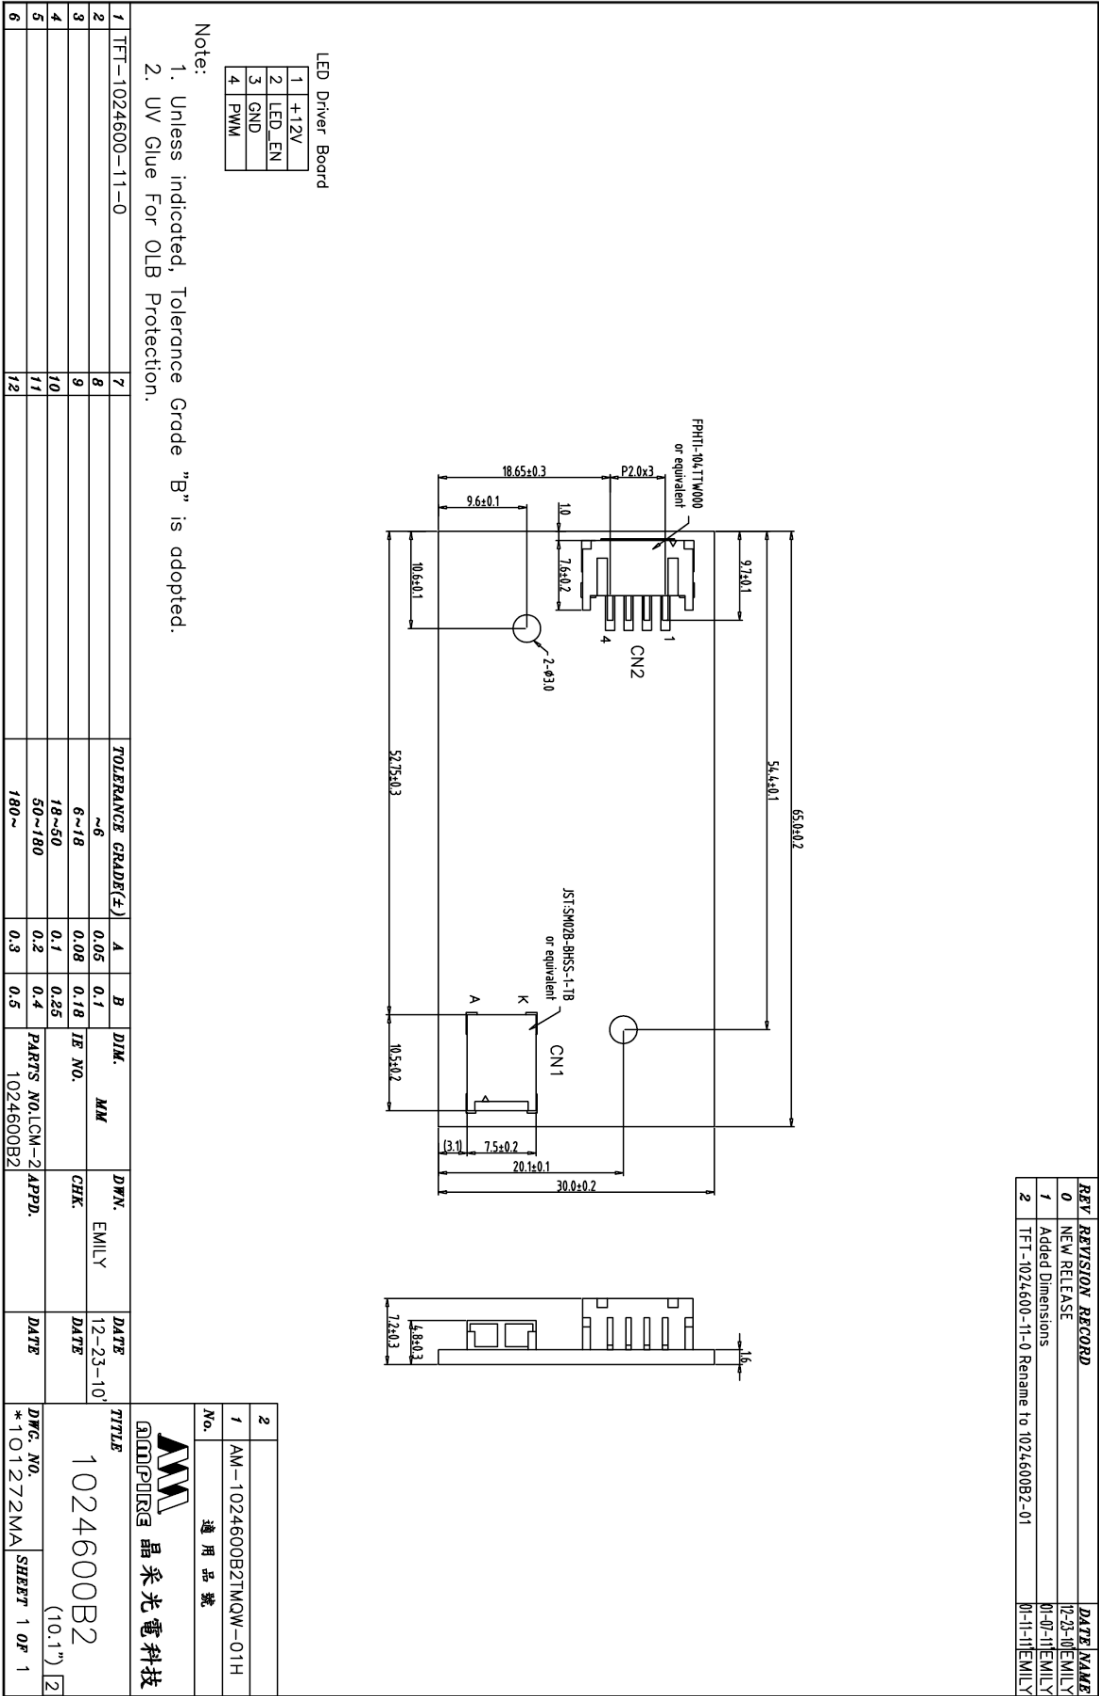 REV REVISION RECORD DATE NAME
0 NEW RELEASE 12-23-10' EMILY
1 Added Dimensions 01-07-11' EMILY
2 TFT-1024600-11-0 Rename to 1024600B2-01 01-11-11' EMILY
65.0±0.2
54.4±0.1
9.7±0.1
FPHTI-104TTW000
or equivalent
P2.0x3
18.65±0.3
9.6±0.1
1.0
7.6±0.2
10.6±0.1
1
4
CN2
2-ø3.0
52.75±0.3
JST:SM02B-BHSS-1-TB
or equivalent
K
A
CN1
10.5±0.2
(3.1)
7.5±0.2
20.1±0.1
30.0±0.2
1.6
4.8±0.3
7.2±0.3
LED Driver Board
1 +12V
2 LED_EN
3 GND
4 PWM
Note:
1. Unless indicated, Tolerance Grade "B" is adopted.
2. UV Glue For OLB Protection.
1 TFT-1024600-11-0 7
2 8
3 9
4 10
5 11
6 12
TOLERANCE GRADE(±) A B
~6 0.05 0.1
6~18 0.08 0.18
18~50 0.1 0.25
50~180 0.2 0.4
180~ 0.3 0.5
DIM. MM
IE NO.
PARTS NO. LCM-2
1024600B2
DWN. EMILY
DATE 12-23-10'
CHK. DATE
APPD. DATE
2
1 AM-1024600B2TMQW-01H
No. 適用品號
AMPIRE 晶采光電科技
TITLE
1024600B2
(10.1") 2
DWG. NO.
*101272MA
SHEET 1 OF 1